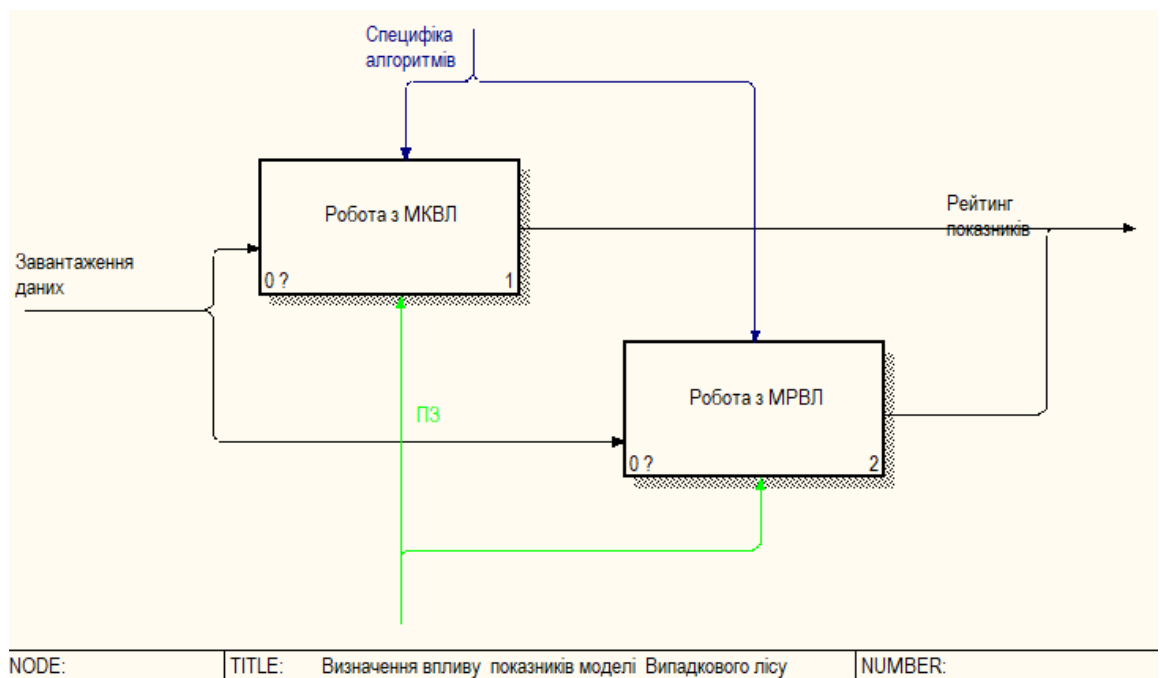 Специфіка
алгоритмів
Робота з МКВЛ
0 ?
1
Рейтинг
показників
Завантаження
даних
Робота з МРВЛ
ПЗ
0 ?
2
NODE:
TITLE: Визначення впливу показників моделі Випадкового лісу
NUMBER: